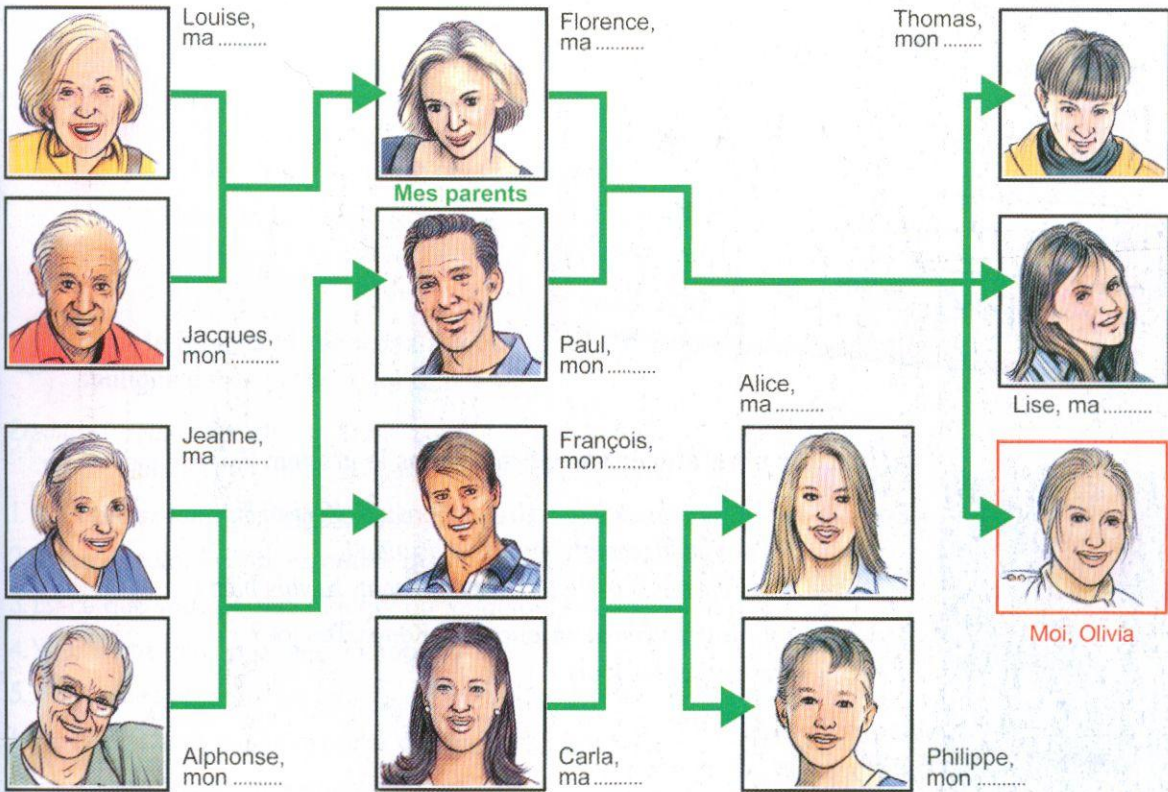 Louise,
ma ..........
Florence,
ma ..........
Thomas,
mon ........
Mes parents
Jacques,
mon ..........
Paul,
mon ..........
Alice,
ma ..........
Lise, ma ..........
Jeanne,
ma ..........
François,
mon ..........
Moi, Olivia
Alphonse,
mon ..........
Carla,
ma ..........
Philippe,
mon ..........